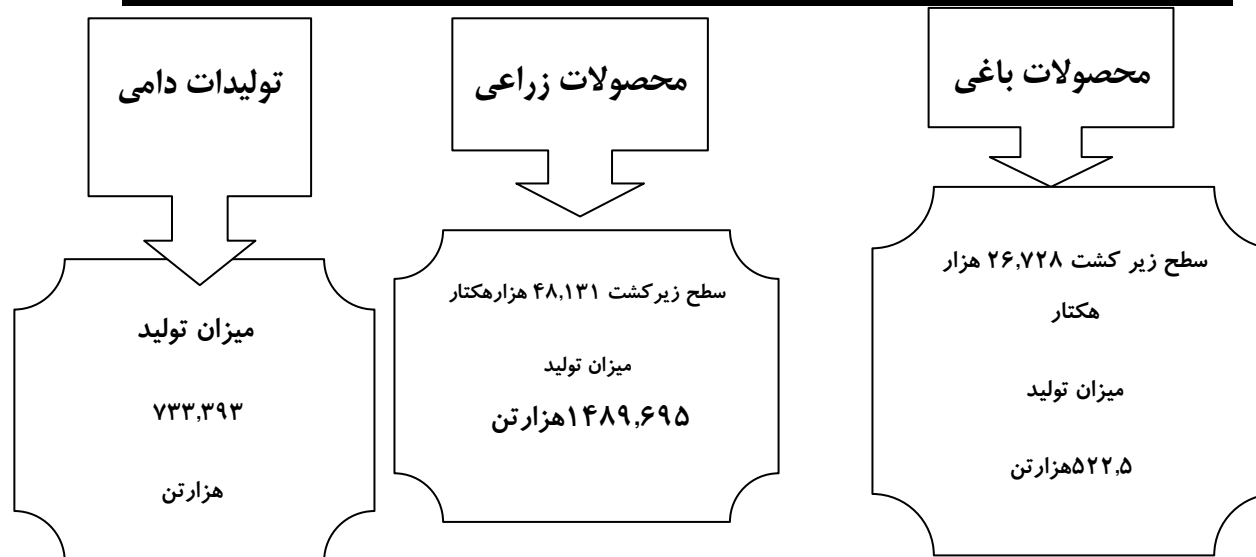 محصولات باغی
سطح زیر کشت ۲۶,۷۲۸ هزار
هکتار
میزان تولید
۵۲۲,۵هزارتن
محصولات زراعی
سطح زیرکشت ۴۸,۱۳۱ هزارهکتار
میزان تولید
۱۴۸۹,۶۹۵هزارتن
تولیدات دامی
میزان تولید
۷۳۳,۳۹۳
هزارتن